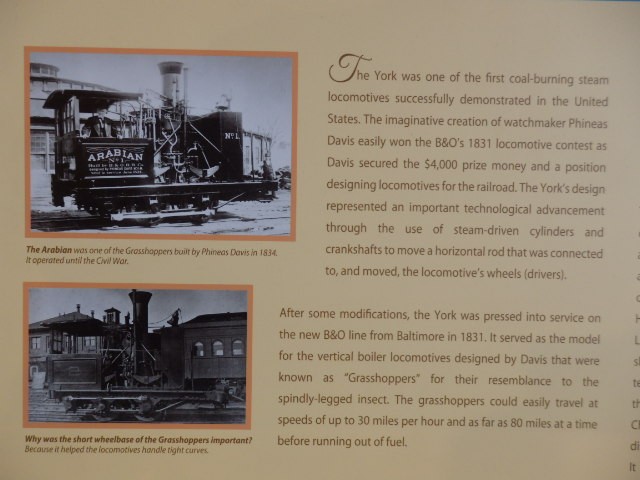 The York was one of the first coal-burning steam
locomotives successfully demonstrated in the United
States. The imaginative creation of watchmaker Phineas
Davis easily won the B&O's 1831 locomotive contest as
Davis secured the $4,000 prize money and a position
designing locomotives for the railroad. The York's design
represented an important technological advancement
through the use of steam-driven cylinders and
crankshafts to move a horizontal rod that was connected
to, and moved, the locomotive's wheels (drivers).
After some modifications, the York was pressed into service on
the new B&O line from Baltimore in 1831. It served as the model
for the vertical boiler locomotives designed by Davis that were
known as "Grasshoppers" for their resemblance to the
spindly-legged insect. The grasshoppers could easily travel at
speeds of up to 30 miles per hour and as far as 80 miles at a time
before running out of fuel.
ARABIAN
No 1.
No 1.
The Arabian was one of the Grasshoppers built by Phineas Davis in 1834.
It operated until the Civil War.
Why was the short wheelbase of the Grasshoppers important?
Because it helped the locomotives handle tight curves.